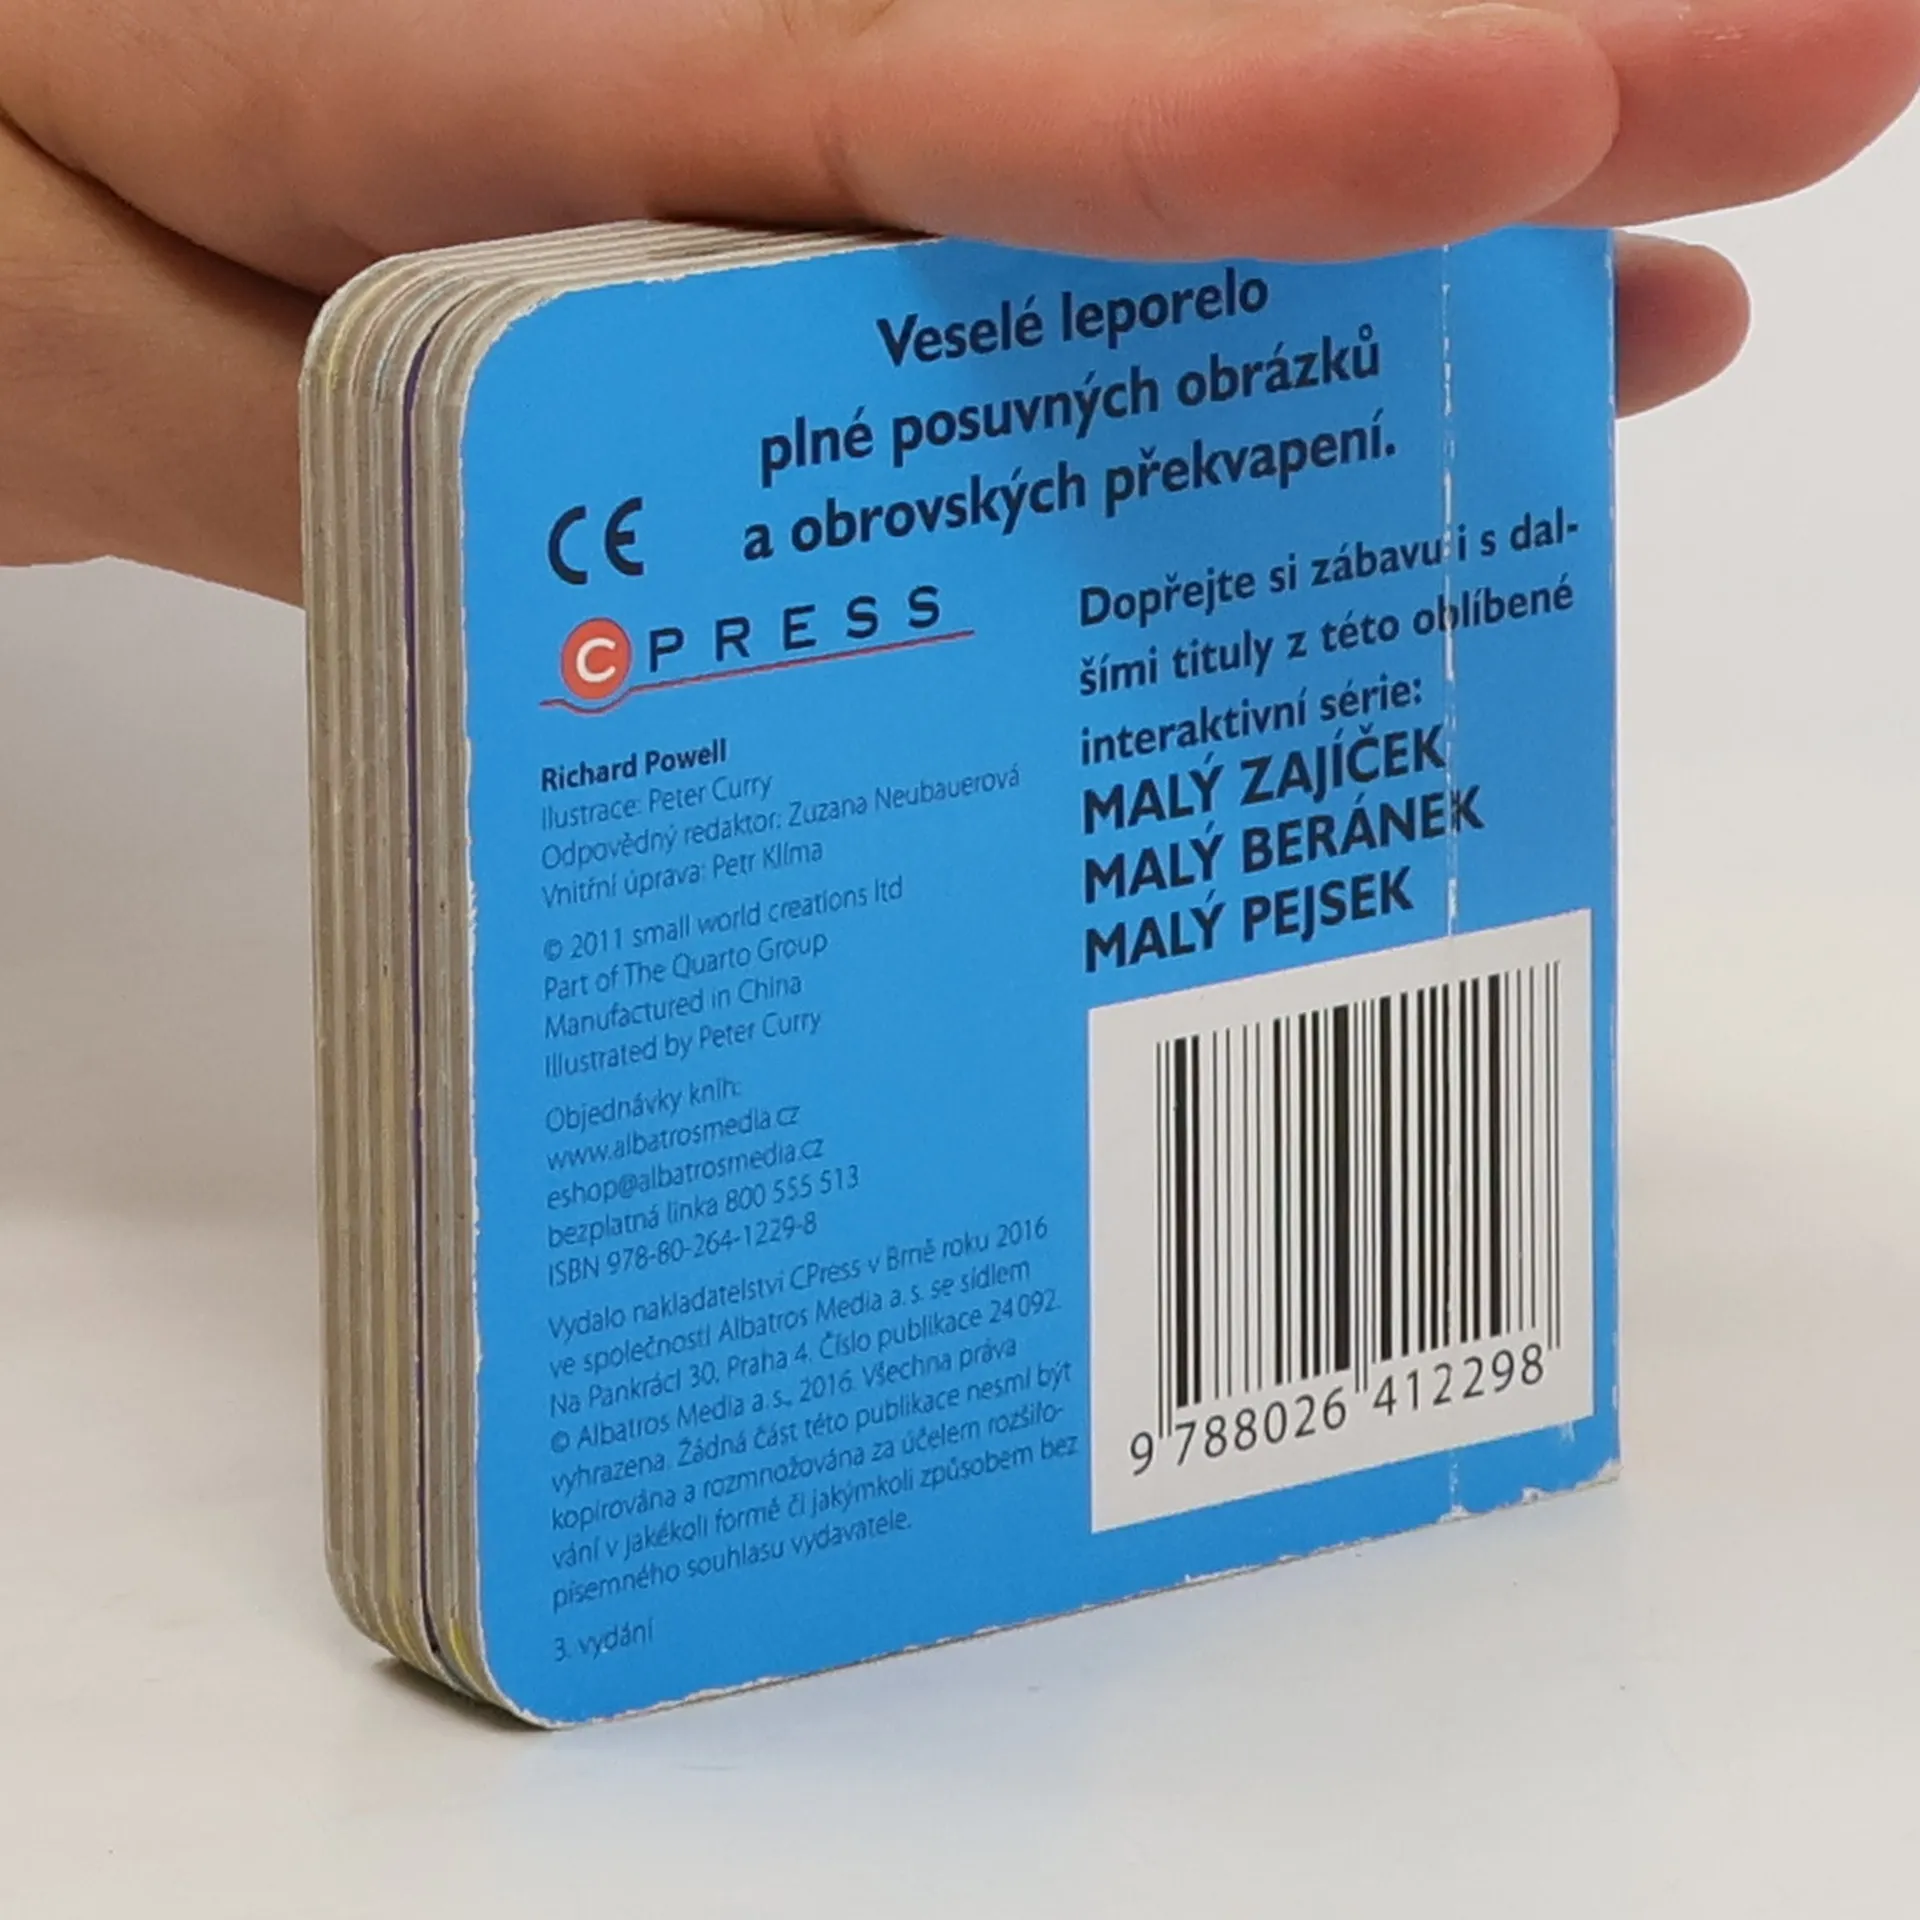 Veselé leporelo
plné posuvných obrázků
a obrovských překvapení.
CE
C PRESS
Dopřejte si zábavu i s dal-
šími tituly z této oblíbené
interaktivní série:
MALÝ ZAJÍČEK
MALÝ BERÁNEK
MALÝ PEJSEK
Richard Powell
Ilustrace: Peter Curry
Odpovědný redaktor: Zuzana Neubauerová
Vnitřní úprava: Petr Klíma
© 2011 small world creations ltd
Part of The Quarto Group
Manufactured in China
Illustrated by Peter Curry
Objednávky knih:
www.albatrosmedia.cz
eshop@albatrosmedia.cz
bezplatná linka 800 555 513
ISBN 978-80-264-1229-8
Vydalo nakladatelství CPress v Brně roku 2016
ve společnosti Albatros Media a. s. se sídlem
Na Pankráci 30, Praha 4. Číslo publikace 24 092.
© Albatros Media a. s., 2016. Všechna práva
vyhrazena. Žádná část této publikace nesmí být
kopírována a rozmnožována za účelem rozšiřo-
vání v jakékoli formě či jakýmkoli způsobem bez
písemného souhlasu vydavatele.
3. vydání
9 788026 412298